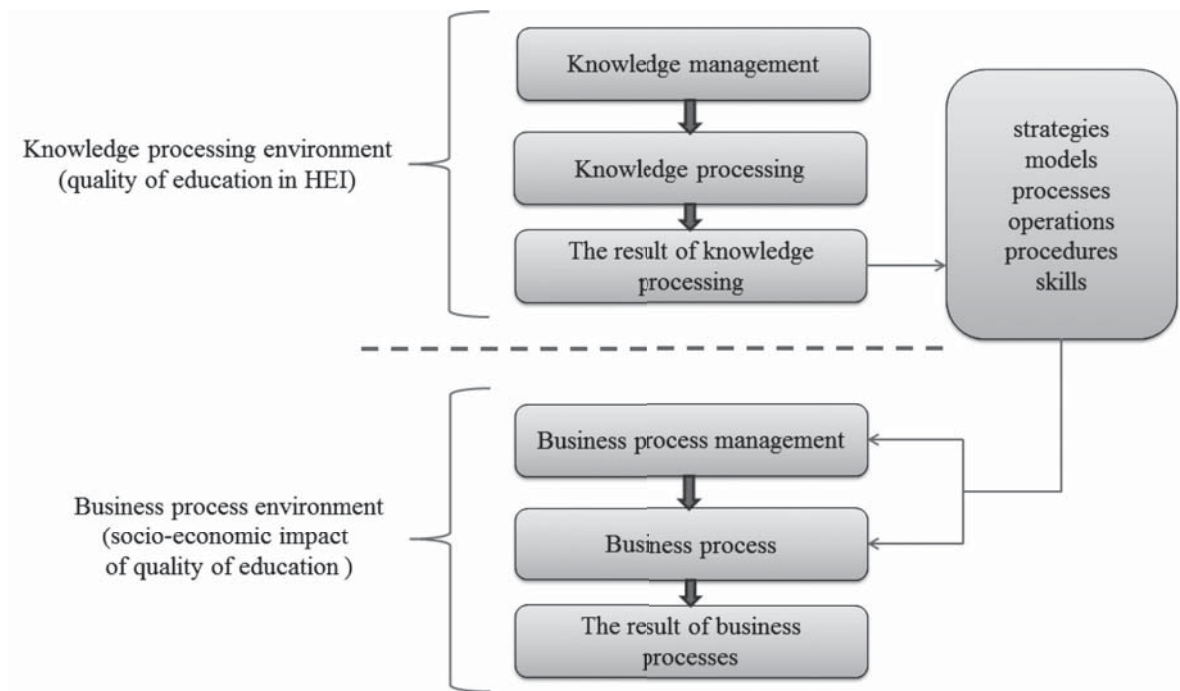 Knowledge management
Knowledge processing environment
(quality of education in HEI)
Knowledge processing
The result of knowledge
processing
strategies
models
processes
operations
procedures
skills
Business process management
Business process environment
(socio-economic impact
of quality of education )
Business process
The result of business
processes